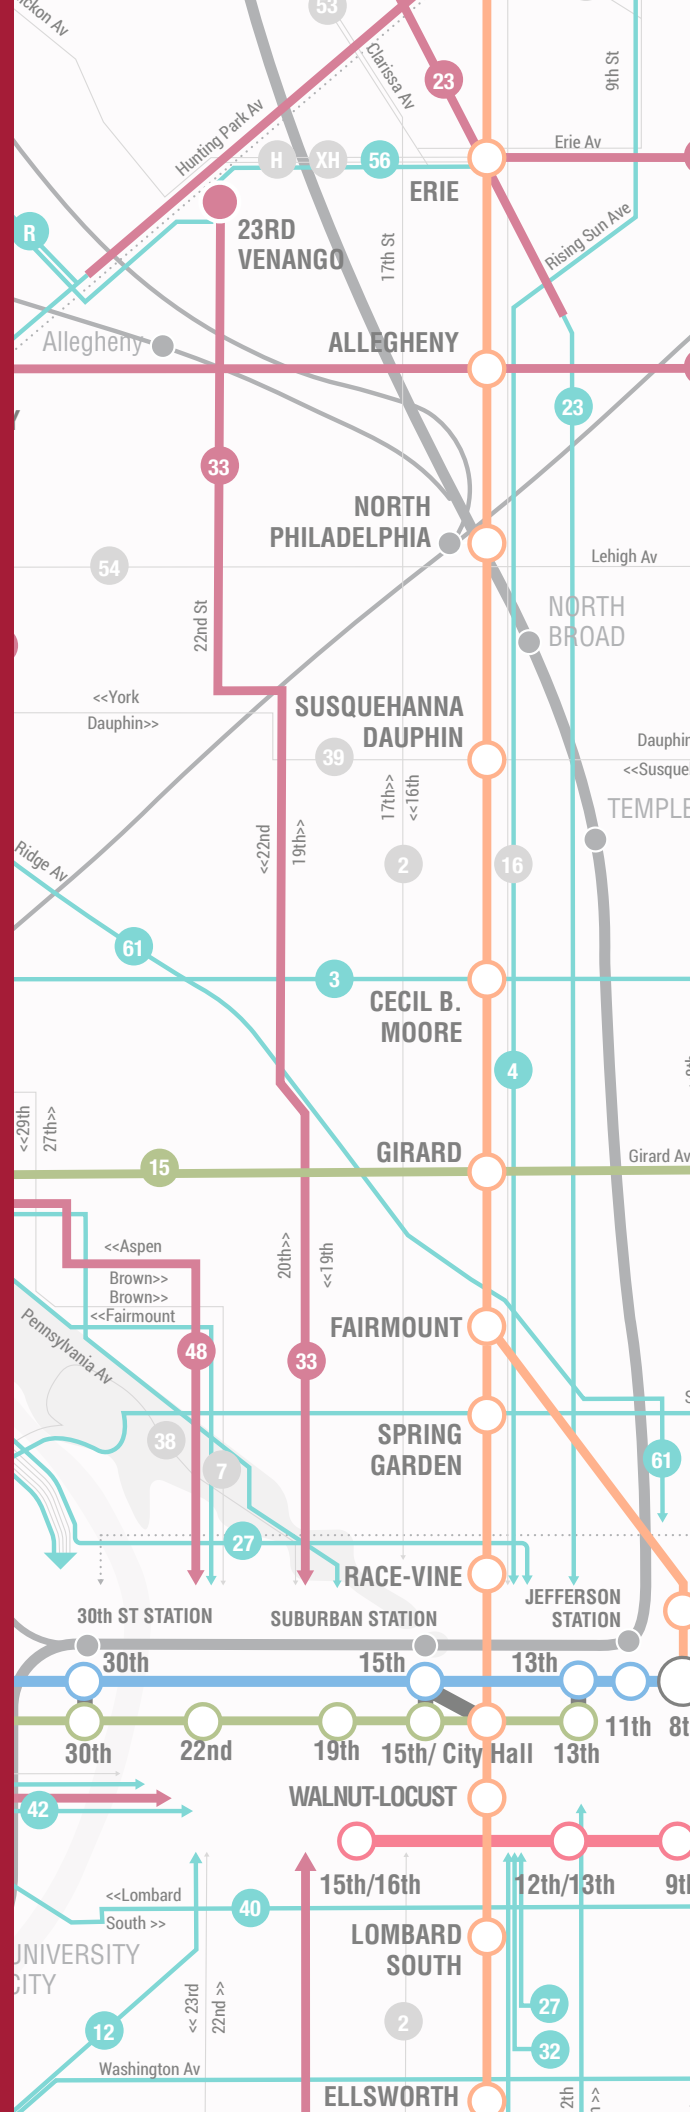 53
ckon Av
Clarissa Av
23
9th St
Hunting Park Av
Erie Av
H
XH
56
ERIE
R
23RD
VENANGO
17th St
Rising Sun Ave
Allegheny
ALLEGHENY
23
Y
33
NORTH
PHILADELPHIA
54
Lehigh Av
22nd St
NORTH
BROAD
<<York
Dauphin>>
SUSQUEHANNA
DAUPHIN
39
Dauphin
<<Susque
17th>>
<<16th
TEMPLE
Ridge Av
<<22nd
19th>>
2
16
61
3
CECIL B.
MOORE
4
<<29th
27th>>
15
GIRARD
Girard Av
<<Aspen
Brown>>
Brown>>
<<Fairmount
20th>>
<<19th
Pennsylvania Av
FAIRMOUNT
48
33
38
7
SPRING
GARDEN
S
61
27
RACE-VINE
JEFFERSON
STATION
30th ST STATION
SUBURBAN STATION
30th
15th
13th
11th
8t
30th
22nd
19th
15th/ City Hall
13th
WALNUT-LOCUST
42
15th/16th
12th/13th
9t
<<Lombard
South >>
40
LOMBARD
SOUTH
UNIVERSITY
CITY
<< 23rd
22nd >>
12
2
27
32
Washington Av
ELLSWORTH
2th
>>